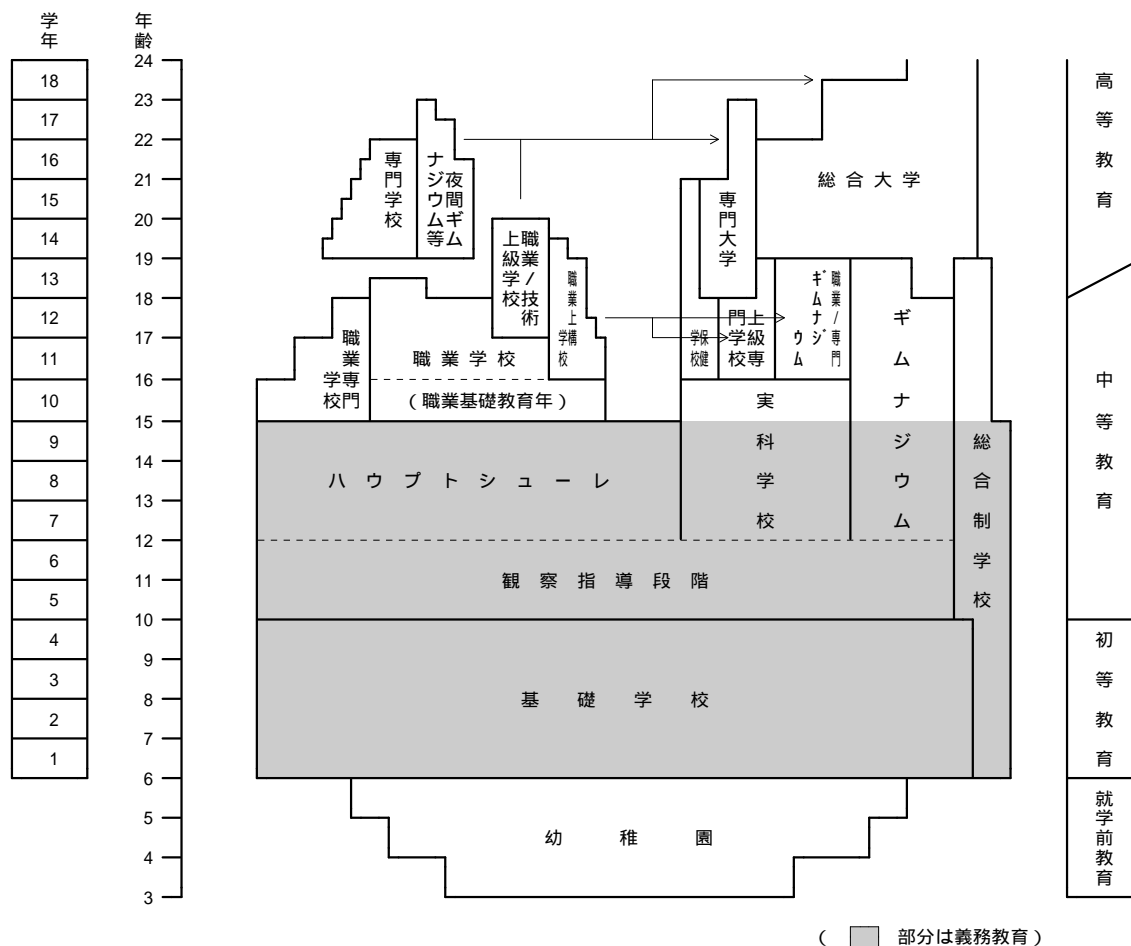 学年
年齢
18
17
16
15
14
13
12
11
10
9
8
7
6
5
4
3
2
1
24
23
22
21
20
19
18
17
16
15
14
13
12
11
10
9
8
7
6
5
4
3
専門学校
夜間ギム
ナジウム等
職業/技術
上級学校
職業上構
学校
専門大学
総合大学
職業専門
学校
職業学校
(職業基礎教育年)
保健
学校
上級専
門学校
職業/専門
ギムナジ
ウム
ギムナジウム
実科学校
総合制学校
ハウプトシューレ
観察指導段階
基礎学校
幼稚園
高等教育
中等教育
初等教育
就学前教育
( 部分は義務教育)